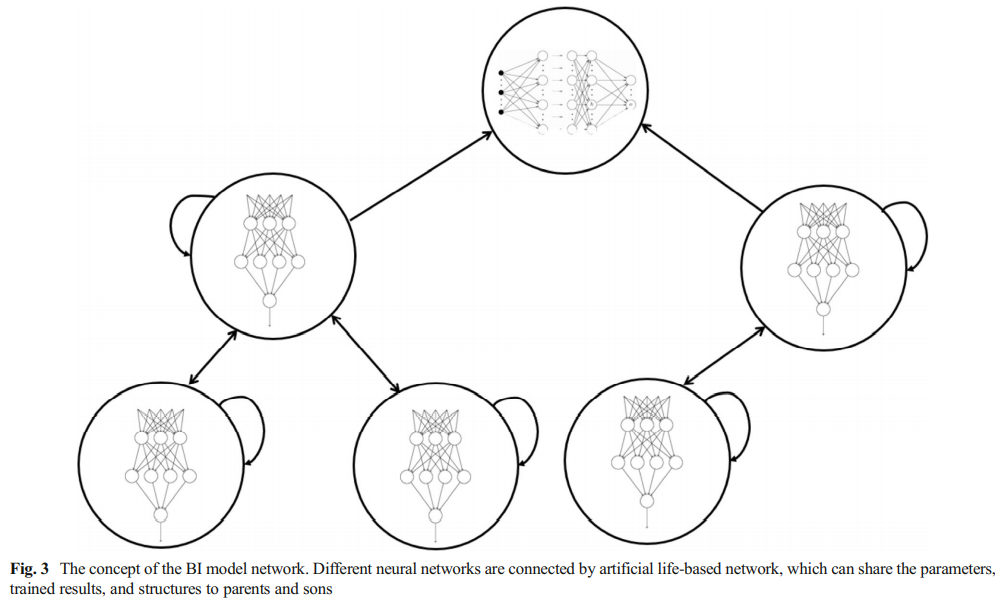 Fig. 3 The concept of the BI model network. Different neural networks are connected by artificial life-based network, which can share the parameters,
trained results, and structures to parents and sons